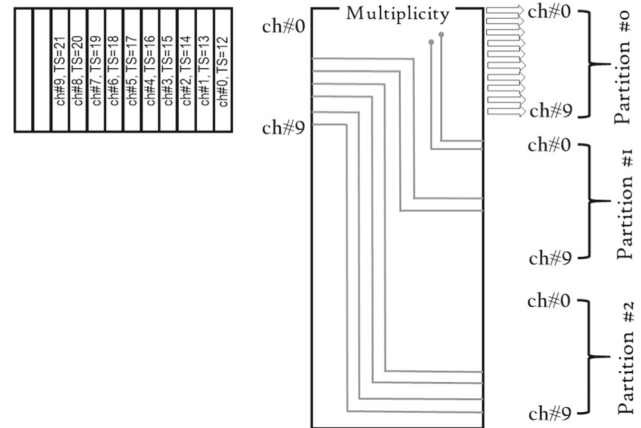 ch#9, TS=21
ch#8, TS=20
ch#7, TS=19
ch#6, TS=18
ch#5, TS=17
ch#4, TS=16
ch#3, TS=15
ch#2, TS=14
ch#1, TS=13
ch#0, TS=12
Multiplicity
ch#0
ch#9
ch#0
ch#9
Partition #0
ch#0
ch#9
Partition #1
ch#0
ch#9
Partition #2